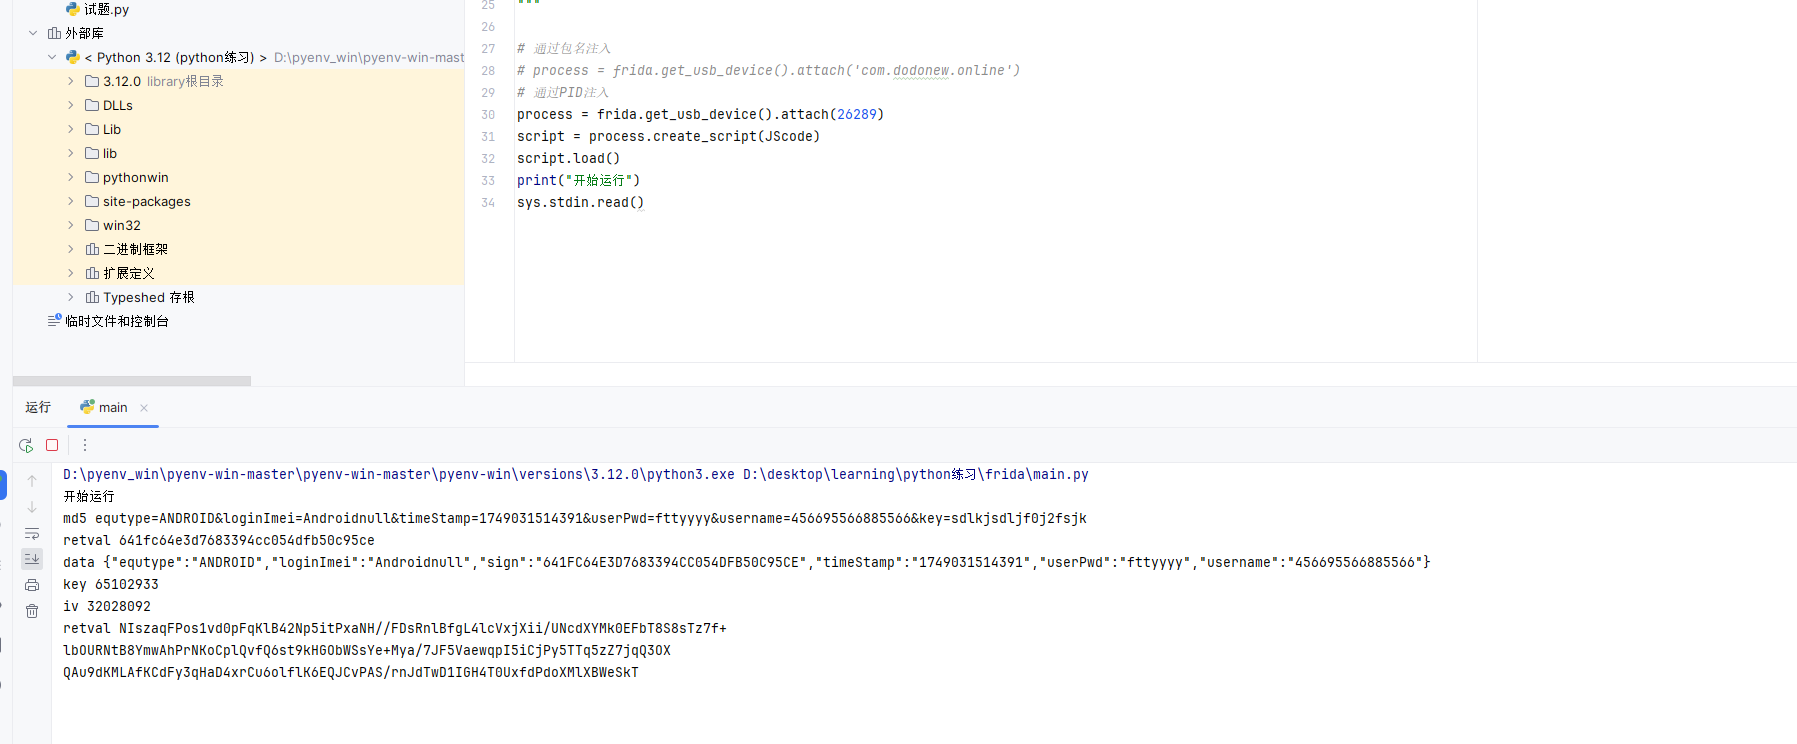 试题.py
外部库
< Python 3.12 (python练习) > D:\pyenv_win\pyenv-win-mast
3.12.0 library根目录
DLLs
Lib
lib
pythonwin
site-packages
win32
二进制框架
扩展定义
Typeshed 存根
临时文件和控制台
25 """
26
27 # 通过包名注入
28 # process = frida.get_usb_device().attach('com.dodonew.online')
29 # 通过PID注入
30 process = frida.get_usb_device().attach(26289)
31 script = process.create_script(JScode)
32 script.load()
33 print("开始运行")
34 sys.stdin.read()
运行 main
D:\pyenv_win\pyenv-win-master\pyenv-win-master\pyenv-win\versions\3.12.0\python3.exe D:\desktop\learning\python练习\frida\main.py
开始运行
md5 equtype=ANDROID&loginImei=Androidnull&timeStamp=1749031514391&userPwd=fttyyyy&username=456695566885566&key=sdlkjsdljf0j2fsjk
retval 641fc64e3d7683394cc054dfb50c95ce
data {"equtype":"ANDROID","loginImei":"Androidnull","sign":"641FC64E3D7683394CC054DFB50C95CE","timeStamp":"1749031514391","userPwd":"fttyyyy","username":"456695566885566"}
key 65102933
iv 32028092
retval NIszaqFPos1vd0pFqKlB42Np5itPxaNH//FDsRnlBfgL4lcVxjXii/UNcdXYMk0EFbT8S8sTz7f+
lbOURNtB8YmwAhPrNKoCplQvfQ6st9kHGObWSsYe+Mya/7JF5VaewqpI5iCjPy5TTq5zZ7jqQ3OX
QAu9dKMLAfKCdFy3qHaD4xrCu6olflK6EQJCvPAS/rnJdTwD1IGH4T0UxfdPdoXMlXBWeSkT